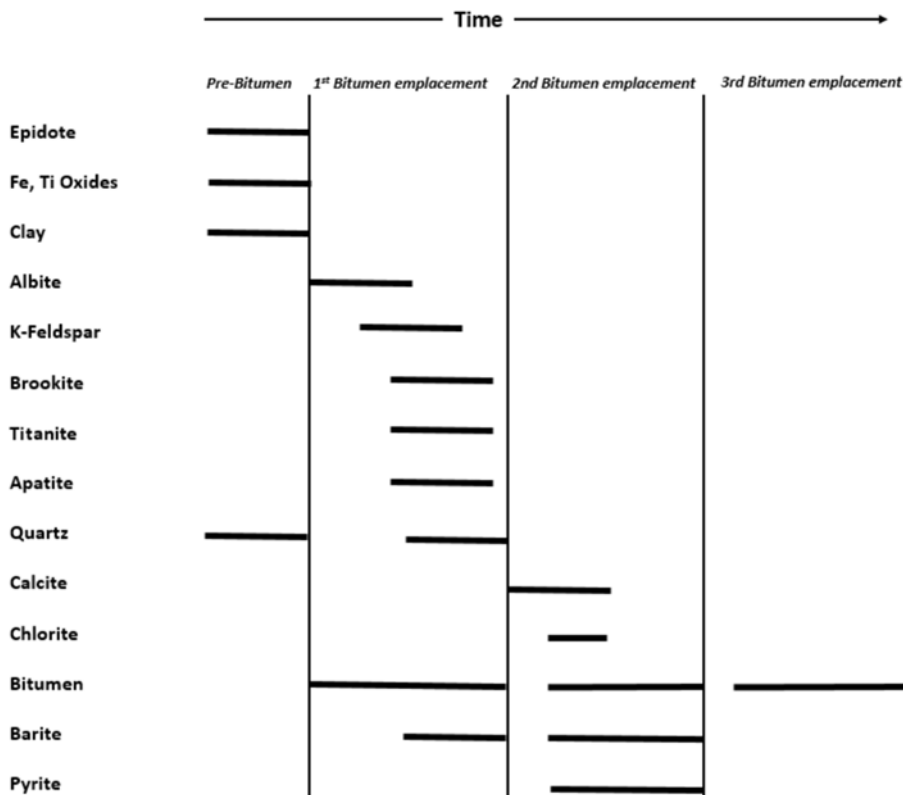 Time
Pre-Bitumen 1st Bitumen emplacement 2nd Bitumen emplacement 3rd Bitumen emplacement
Epidote
Fe, Ti Oxides
Clay
Albite
K-Feldspar
Brookite
Titanite
Apatite
Quartz
Calcite
Chlorite
Bitumen
Barite
Pyrite